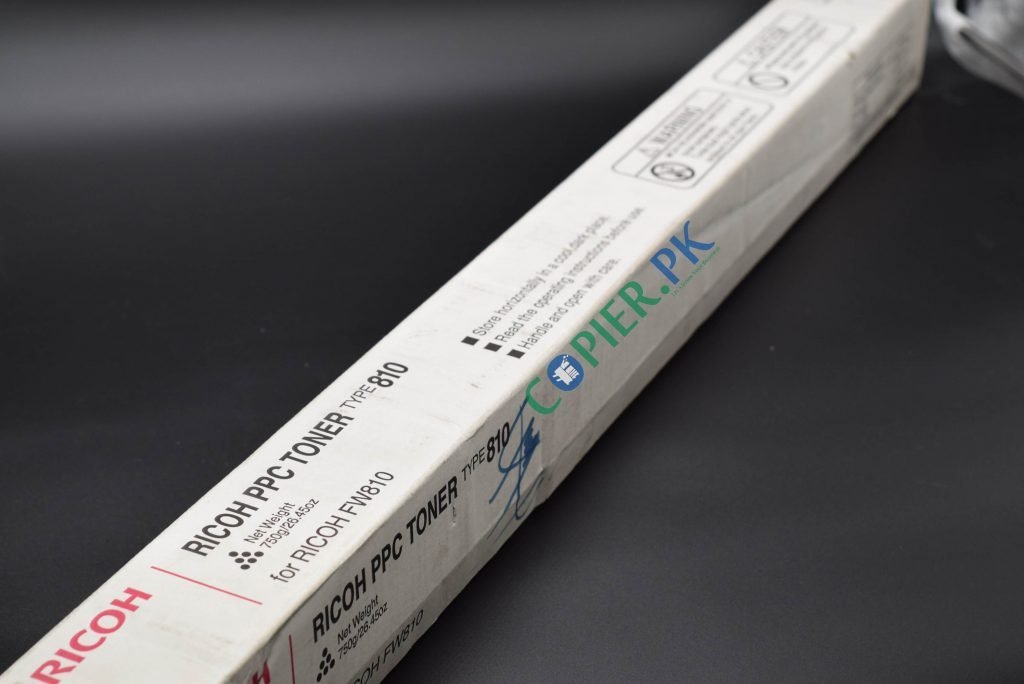 RICOH
RICOH PPC TONER TYPE 810
Net Weight
750g/26.45oz
for RICOH FW810
■ Store horizontally in a cool,dark place.
■ Read the operating instructions before use.
■ Handle and open with care.
WARNING
CAUTION
COPIER.PK
H
RICOH PPC TONER TYPE 810
Net Weight
750g/26.45oz
for RICOH FW810